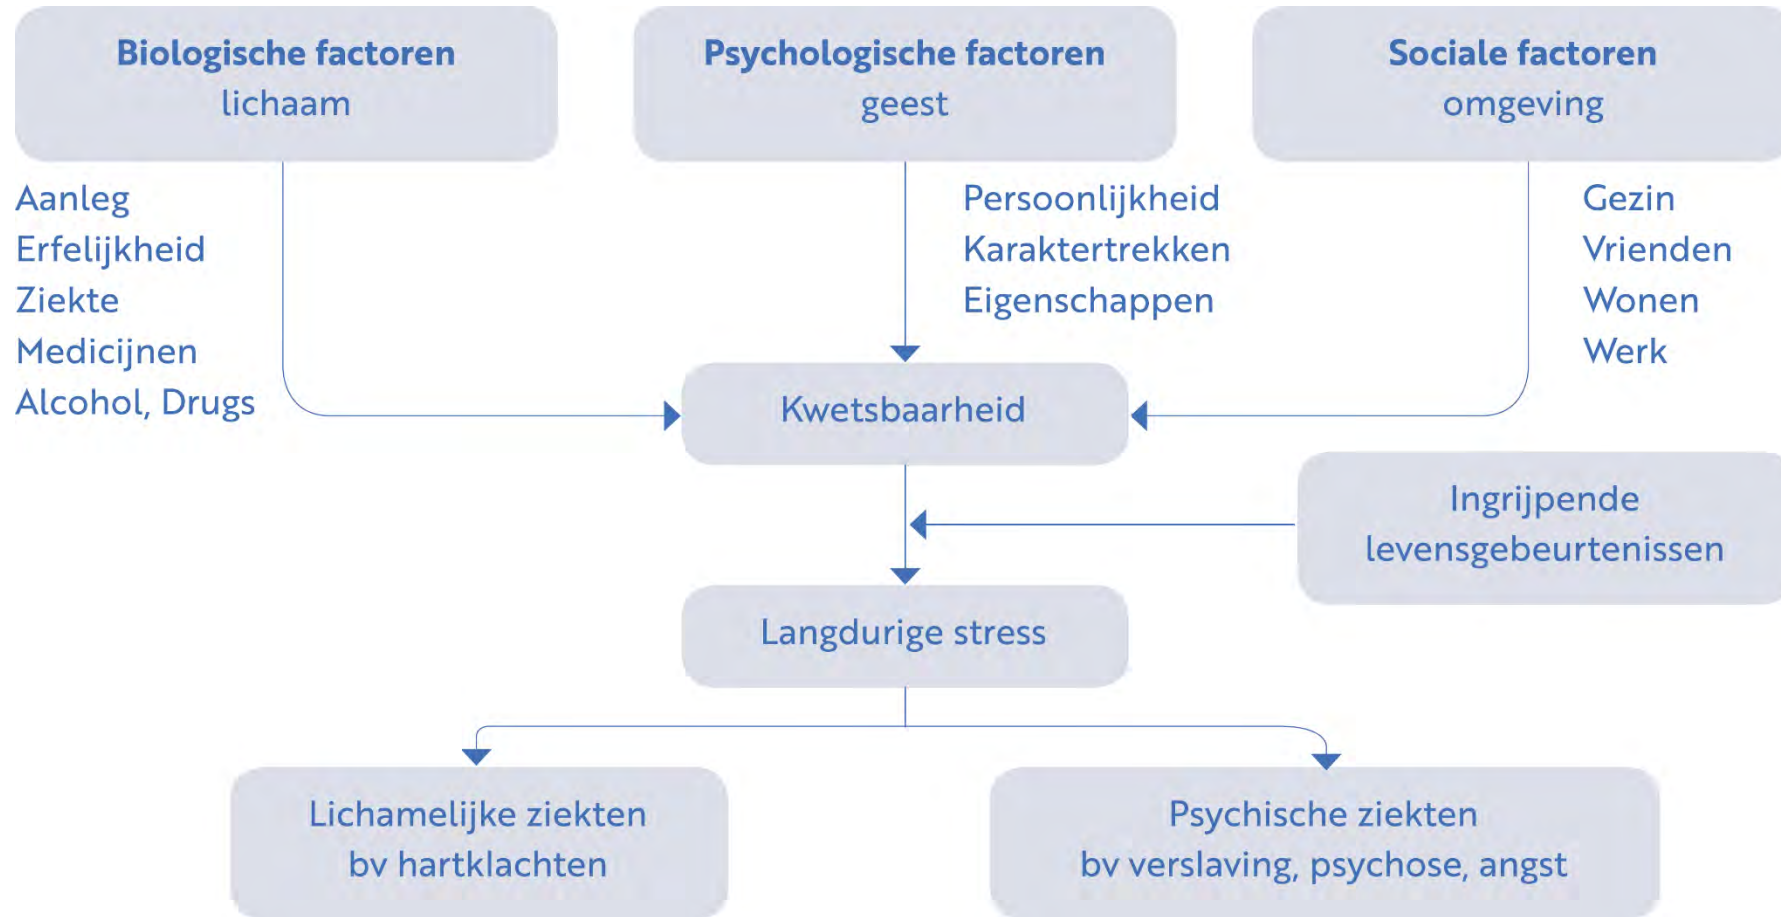 Biologische factoren
lichaam
Psychologische factoren
geest
Sociale factoren
omgeving
Aanleg
Erfelijkheid
Ziekte
Medicijnen
Alcohol, Drugs
Persoonlijkheid
Karaktertrekken
Eigenschappen
Gezin
Vrienden
Wonen
Werk
Kwetsbaarheid
Ingrijpende
levensgebeurtenissen
Langdurige stress
Lichamelijke ziekten
bv hartklachten
Psychische ziekten
bv verslaving, psychose, angst